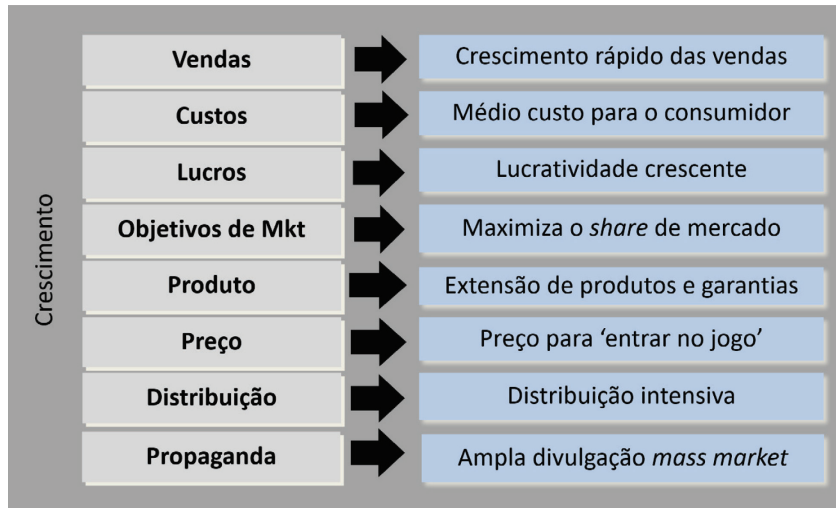 Crescimento
Vendas
Crescimento rápido das vendas
Custos
Médio custo para o consumidor
Lucros
Lucratividade crescente
Objetivos de Mkt
Maximiza o share de mercado
Produto
Extensão de produtos e garantias
Preço
Preço para ‘entrar no jogo’
Distribuição
Distribuição intensiva
Propaganda
Ampla divulgação mass market